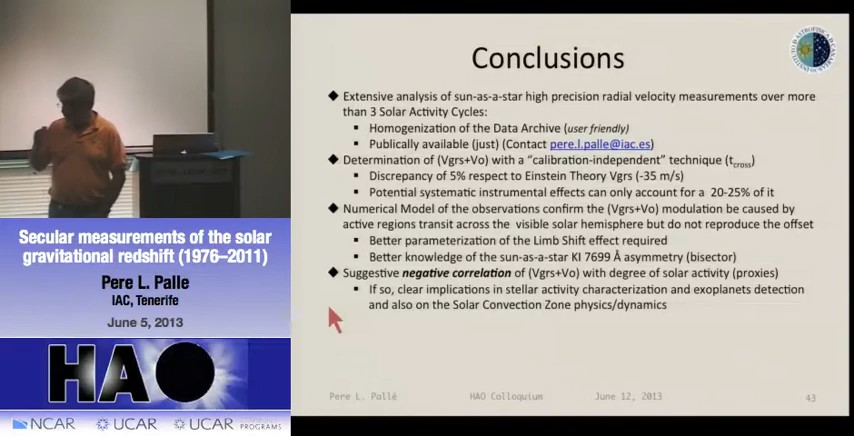 Conclusions
◆ Extensive analysis of sun-as-a-star high precision radial velocity measurements over more
than 3 Solar Activity Cycles:
▪ Homogenization of the Data Archive (user friendly)
▪ Publically available (just) (Contact pere.l.palle@iac.es)
◆ Determination of (Vgrs+Vo) with a “calibration-independent” technique (tcross)
▪ Discrepancy of 5% respect to Einstein Theory Vgrs (-35 m/s)
▪ Potential systematic instrumental effects can only account for a 20-25% of it
◆ Numerical Model of the observations confirm the (Vgrs+Vo) modulation be caused by
active regions transit across the visible solar hemisphere but do not reproduce the offset
▪ Better parameterization of the Limb Shift effect required
▪ Better knowledge of the sun-as-a-star KI 7699 Å asymmetry (bisector)
◆ Suggestive negative correlation of (Vgrs+Vo) with degree of solar activity (proxies)
▪ If so, clear implications in stellar activity characterization and exoplanets detection
and also on the Solar Convection Zone physics/dynamics
Pere L. Pallé HAO Colloquium June 12, 2013 43
Secular measurements of the solar
gravitational redshift (1976–2011)
Pere L. Palle
IAC, Tenerife
June 5, 2013
HAO
NCAR UCAR UCAR COMMUNITY PROGRAMS